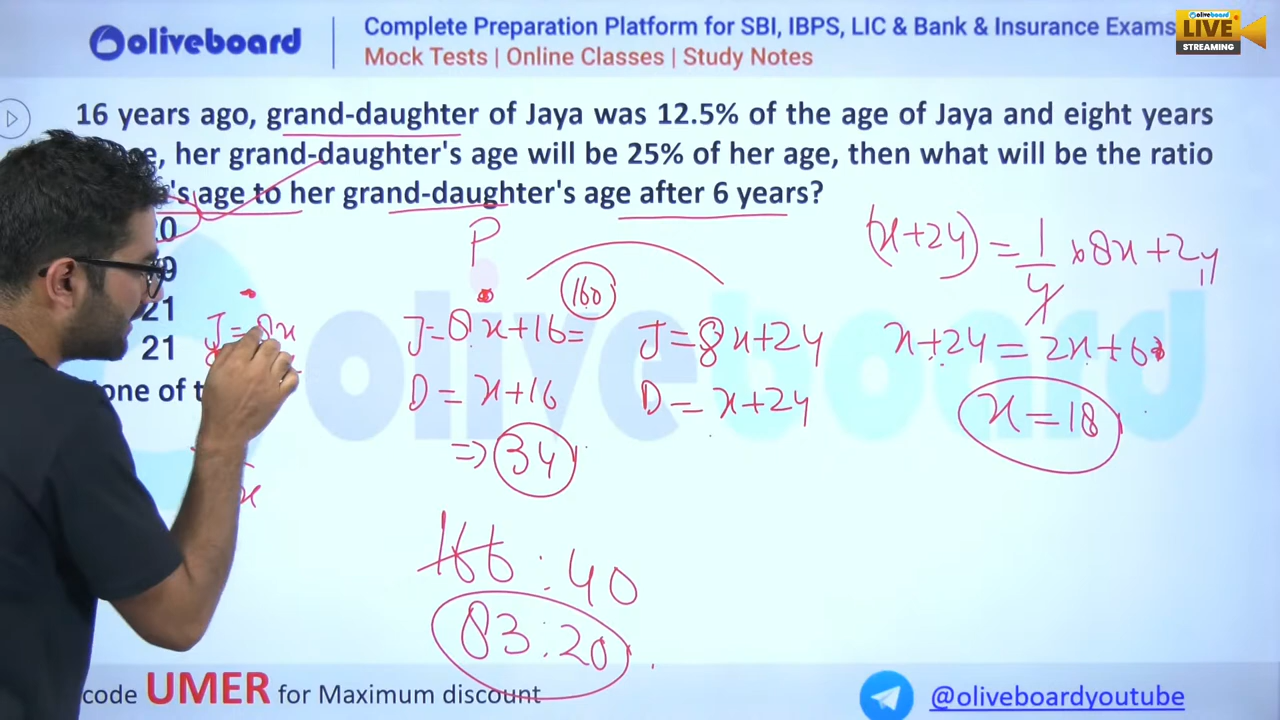 oliveboard
Complete Preparation Platform for SBI, IBPS, LIC & Bank & Insurance Exams
Mock Tests | Online Classes | Study Notes
oliveboard
LIVE
STREAMING
16 years ago, grand-daughter of Jaya was 12.5% of the age of Jaya and eight years
her grand-daughter's age will be 25% of her age, then what will be the ratio
age to her grand-daughter's age after 6 years?
P
160
(x+24) = 1/4 × 8x + 24
21
J = 8x
J = 8x + 16 =
J = 8x + 24
x + 24 = 2x + 6
21
D = x + 16
D = x + 24
x = 18
⇒ 34
x
166 : 40
83 : 20
code UMER for Maximum discount
@oliveboardyoutube